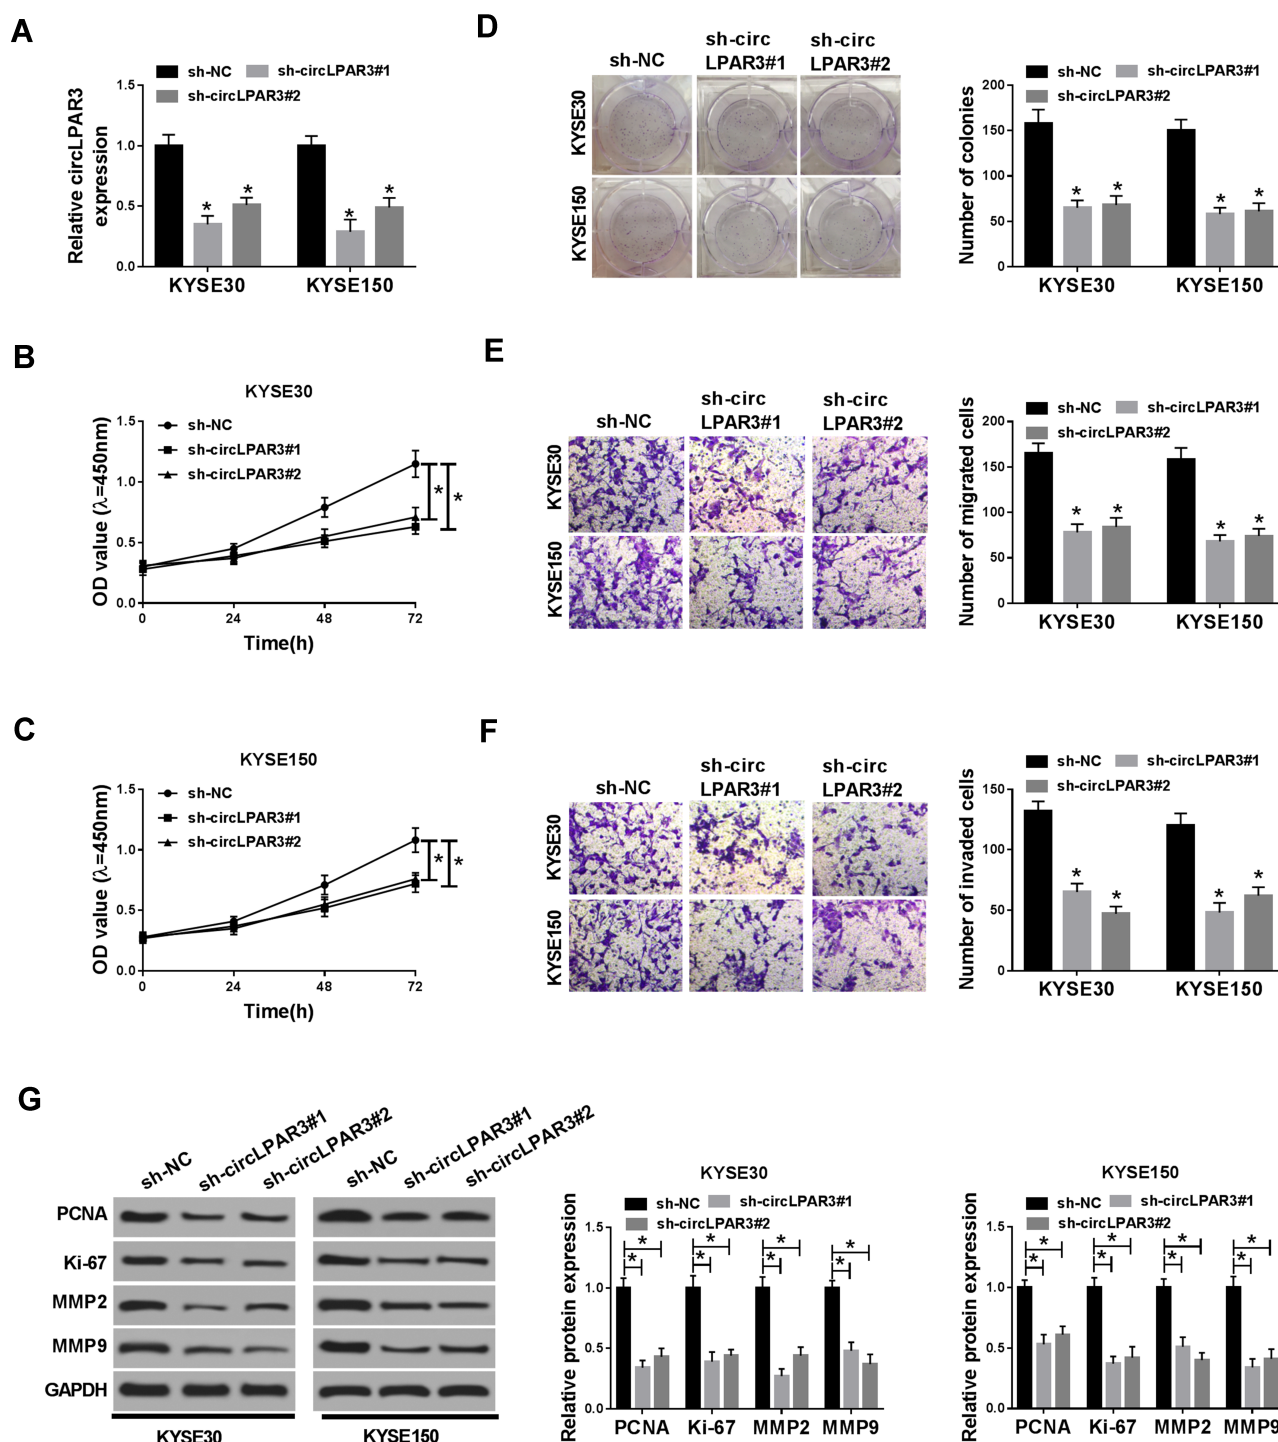 A
sh-NC
sh-circLPAR3#1
sh-circLPAR3#2
Relative circLPAR3
expression
1.5
1.0
0.5
0.0
KYSE30
KYSE150
B
KYSE30
OD value (λ=450nm)
1.5
1.0
0.5
0.0
sh-NC
sh-circLPAR3#1
sh-circLPAR3#2
*
*
0
24
48
72
Time(h)
C
KYSE150
OD value (λ=450nm)
1.5
1.0
0.5
0.0
sh-NC
sh-circLPAR3#1
sh-circLPAR3#2
*
*
0
24
48
72
Time(h)
D
sh-NC
sh-circ
LPAR3#1
sh-circ
LPAR3#2
KYSE30
KYSE150
sh-NC
sh-circLPAR3#1
sh-circLPAR3#2
Number of colonies
200
150
100
50
0
* * * *
KYSE30
KYSE150
E
sh-NC
sh-circ
LPAR3#1
sh-circ
LPAR3#2
KYSE30
KYSE150
sh-NC
sh-circLPAR3#1
sh-circLPAR3#2
Number of migrated cells
200
150
100
50
0
* * * *
KYSE30
KYSE150
F
sh-NC
sh-circ
LPAR3#1
sh-circ
LPAR3#2
KYSE30
KYSE150
sh-NC
sh-circLPAR3#1
sh-circLPAR3#2
Number of invaded cells
150
100
50
0
* * * *
KYSE30
KYSE150
G
sh-NC
sh-circLPAR3#1
sh-circLPAR3#2
sh-NC
sh-circLPAR3#1
sh-circLPAR3#2
PCNA
Ki-67
MMP2
MMP9
GAPDH
KYSE30
KYSE150
KYSE30
sh-NC
sh-circLPAR3#1
sh-circLPAR3#2
Relative protein expression
1.5
1.0
0.5
0.0
* * * * * * * *
PCNA
Ki-67
MMP2
MMP9
KYSE150
sh-NC
sh-circLPAR3#1
sh-circLPAR3#2
Relative protein expression
1.5
1.0
0.5
0.0
* * * * * * * *
PCNA
Ki-67
MMP2
MMP9